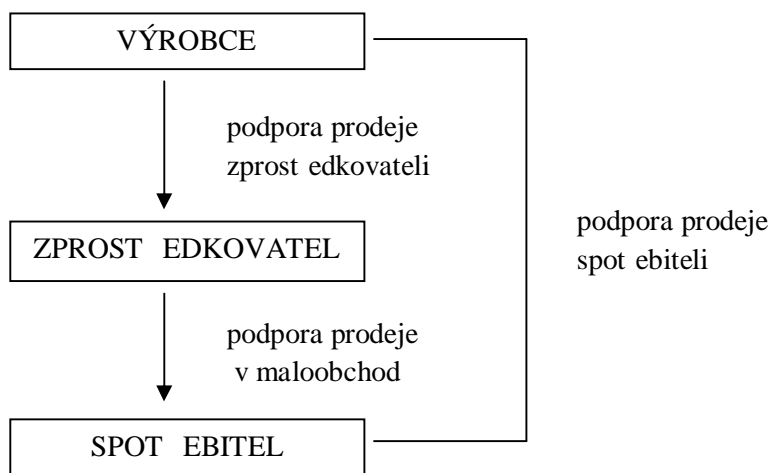 VÝROBCE
podpora prodeje
zprost edkovateli
ZPROST EDKOVATEL
podpora prodeje
spot ebiteli
podpora prodeje
v maloobchod
SPOT EBITEL